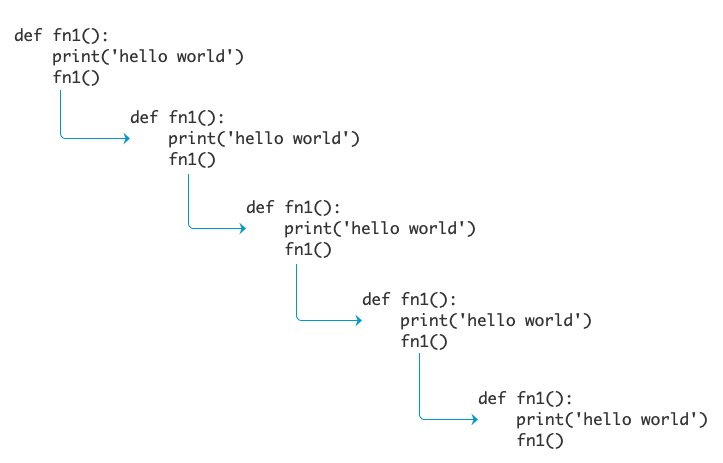 def fn1():
    print('hello world')
    fn1()
def fn1():
    print('hello world')
    fn1()
def fn1():
    print('hello world')
    fn1()
def fn1():
    print('hello world')
    fn1()
def fn1():
    print('hello world')
    fn1()